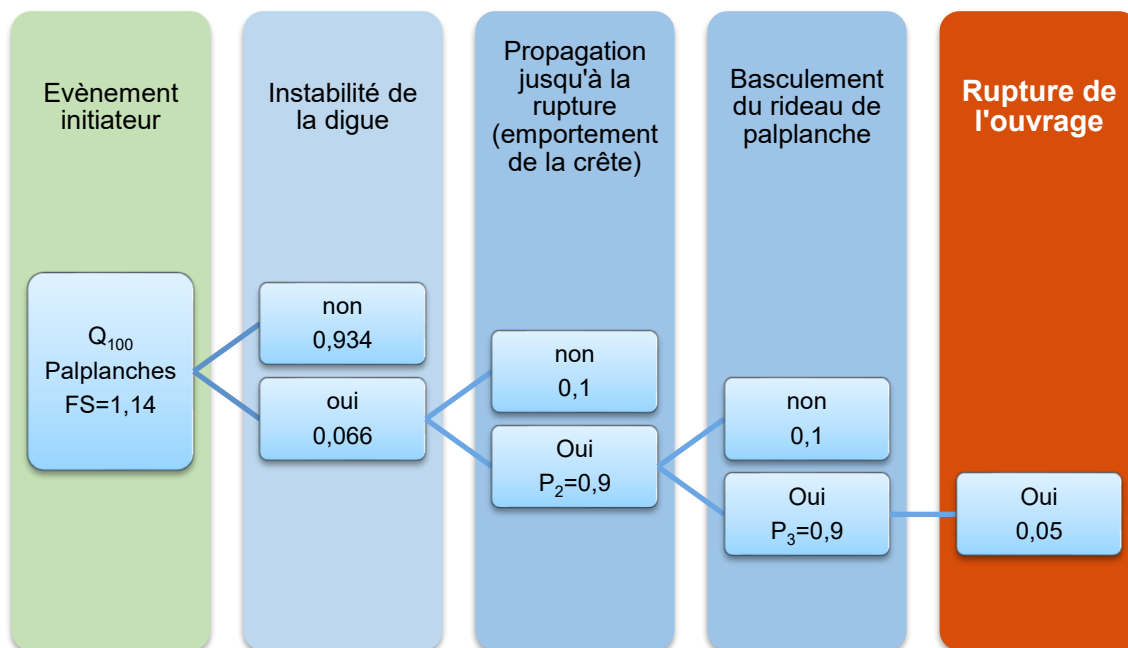 Evènement
initiateur
Instabilité de
la digue
Propagation
jusqu'à la
rupture
(emportement
de la crête)
Basculement
du rideau de
palplanche
Rupture de
l'ouvrage
Q₁₀₀
Palplanches
FS=1,14
non
0,934
oui
0,066
non
0,1
Oui
P₂=0,9
non
0,1
Oui
P₃=0,9
Oui
0,05